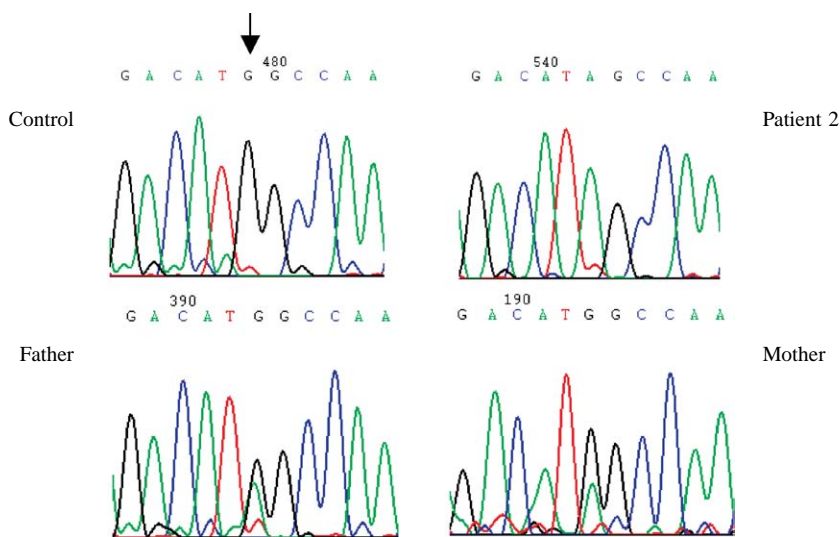 480
G A C A T G G C C A A
Control
540
G A C A T A G C C A A
Patient 2
390
G A C A T G G C C A A
Father
190
G A C A T G G C C A A
Mother